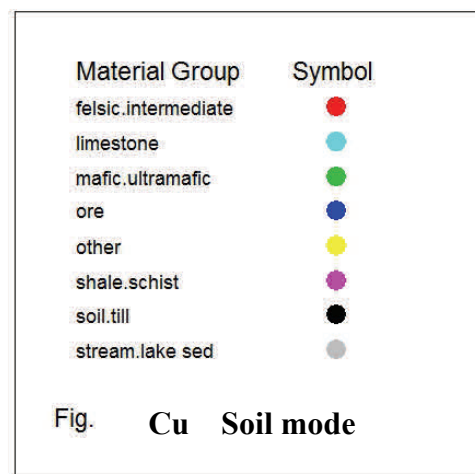 Material Group Symbol
felsic.intermediate
limestone
mafic.ultramafic
ore
other
shale.schist
soil.till
stream.lake sed
Fig. Cu Soil mode